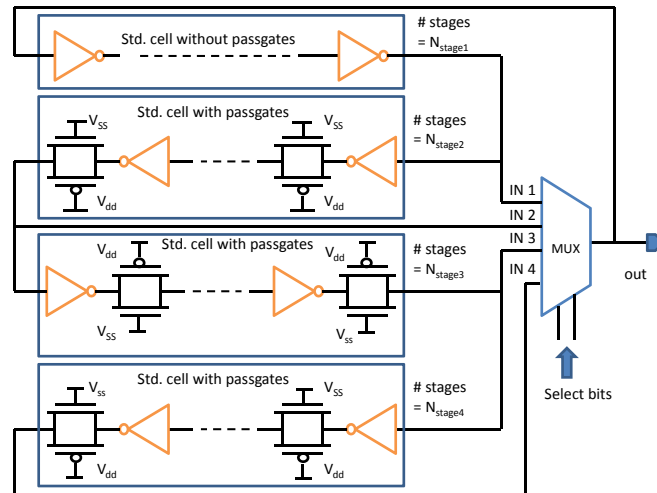 Std. cell without passgates
# stages
= Nstage1
Std. cell with passgates
# stages
= Nstage2
VSS
VSS
Vdd
Vdd
IN 1
IN 2
IN 3
IN 4
MUX
out
Select bits
Std. cell with passgates
# stages
= Nstage3
Vdd
Vdd
VSS
Vss
Std. cell with passgates
# stages
= Nstage4
Vss
VSS
Vdd
Vdd